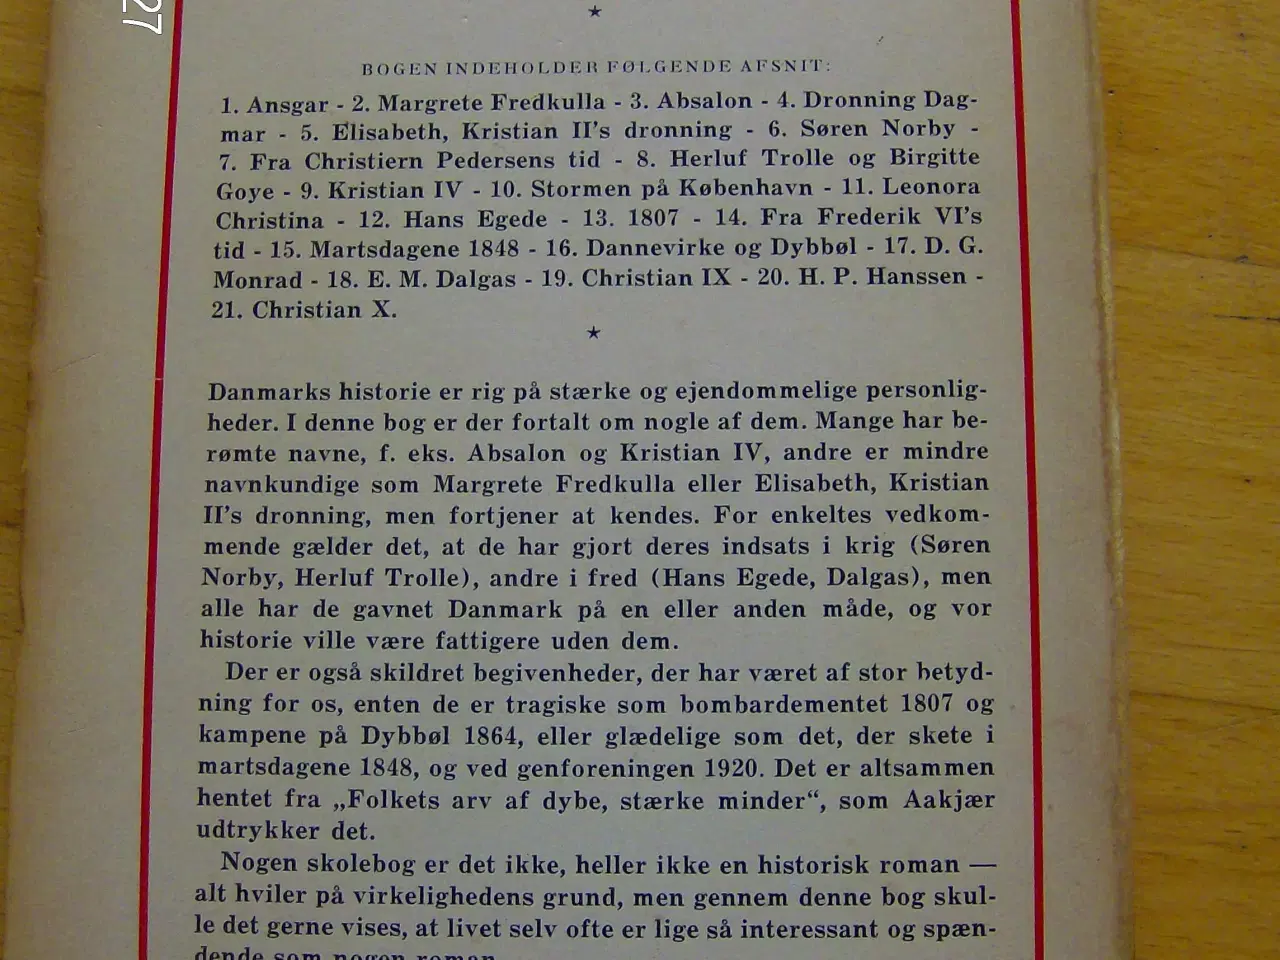 27
★
BOGEN INDEHOLDER FØLGENDE AFSNIT:
1. Ansgar - 2. Margrete Fredkulla - 3. Absalon - 4. Dronning Dag-
mar - 5. Elisabeth, Kristian II's dronning - 6. Søren Norby -
7. Fra Christiern Pedersens tid - 8. Herluf Trolle og Birgitte
Goye - 9. Kristian IV - 10. Stormen på København - 11. Leonora
Christina - 12. Hans Egede - 13. 1807 - 14. Fra Frederik VI's
tid - 15. Martsdagene 1848 - 16. Dannevirke og Dybbøl - 17. D. G.
Monrad - 18. E. M. Dalgas - 19. Christian IX - 20. H. P. Hanssen -
21. Christian X.
★
Danmarks historie er rig på stærke og ejendommelige personlig-
heder. I denne bog er der fortalt om nogle af dem. Mange har be-
rømte navne, f. eks. Absalon og Kristian IV, andre er mindre
navnkundige som Margrete Fredkulla eller Elisabeth, Kristian
II's dronning, men fortjener at kendes. For enkeltes vedkom-
mende gælder det, at de har gjort deres indsats i krig (Søren
Norby, Herluf Trolle), andre i fred (Hans Egede, Dalgas), men
alle har de gavnet Danmark på en eller anden måde, og vor
historie ville være fattigere uden dem.
Der er også skildret begivenheder, der har været af stor betyd-
ning for os, enten de er tragiske som bombardementet 1807 og
kampene på Dybbøl 1864, eller glædelige som det, der skete i
martsdagene 1848, og ved genforeningen 1920. Det er altsammen
hentet fra „Folkets arv af dybe, stærke minder“, som Aakjær
udtrykker det.
Nogen skolebog er det ikke, heller ikke en historisk roman —
alt hviler på virkelighedens grund, men gennem denne bog skul-
le det gerne vises, at livet selv ofte er lige så interessant og spæn-
dende som nogen roman.